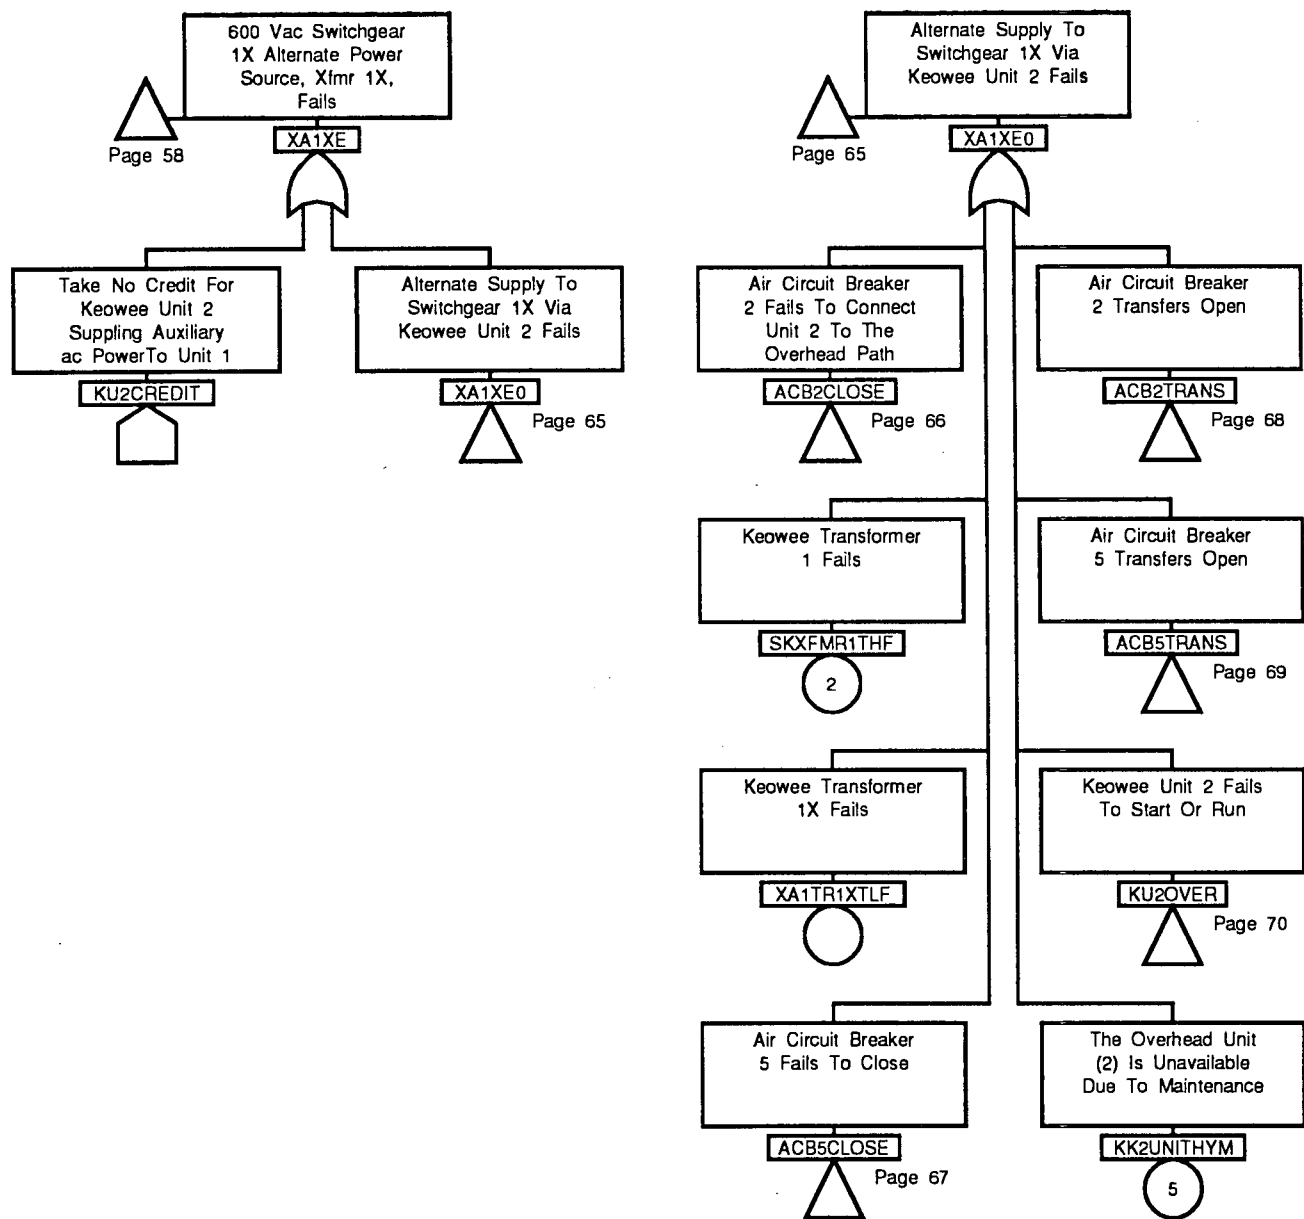 600 Vac Switchgear
1X Alternate Power
Source, Xfmr 1X,
Fails
Page 58
XA1XE
Take No Credit For
Keowee Unit 2
Suppling Auxiliary
ac PowerTo Unit 1
KU2CREDIT
Alternate Supply To
Switchgear 1X Via
Keowee Unit 2 Fails
XA1XE0
Page 65
Alternate Supply To
Switchgear 1X Via
Keowee Unit 2 Fails
Page 65
XA1XE0
Air Circuit Breaker
2 Fails To Connect
Unit 2 To The
Overhead Path
ACB2CLOSE
Page 66
Air Circuit Breaker
2 Transfers Open
ACB2TRANS
Page 68
Keowee Transformer
1 Fails
SKXFMR1THF
2
Air Circuit Breaker
5 Transfers Open
ACB5TRANS
Page 69
Keowee Transformer
1X Fails
XA1TR1XTLF
Keowee Unit 2 Fails
To Start Or Run
KU2OVER
Page 70
Air Circuit Breaker
5 Fails To Close
ACB5CLOSE
Page 67
The Overhead Unit
(2) Is Unavailable
Due To Maintenance
KK2UNITHYM
5